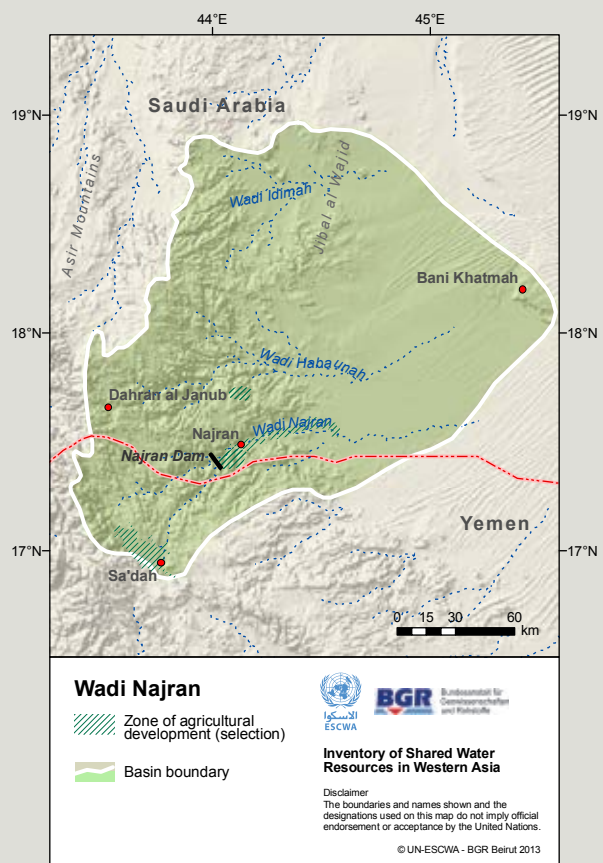 44°E
45°E
Saudi Arabia
19°N
19°N
Asir Mountains
Wadi Idimah
Jibal al Wajid
Bani Khatmah
18°N
18°N
Wadi Haba Unah
Dahran al Janub
Najran
Wadi Najran
Najran Dam
Yemen
17°N
17°N
Sa'dah
0 15 30 60
km
Wadi Najran
Zone of agricultural
development (selection)
Basin boundary
الاسكوا
ESCWA
BGR
Bundesanstalt für
Geowissenschaften
und Rohstoffe
Inventory of Shared Water
Resources in Western Asia
Disclaimer
The boundaries and names shown and the
designations used on this map do not imply official
endorsement or acceptance by the United Nations.
© UN-ESCWA - BGR Beirut 2013